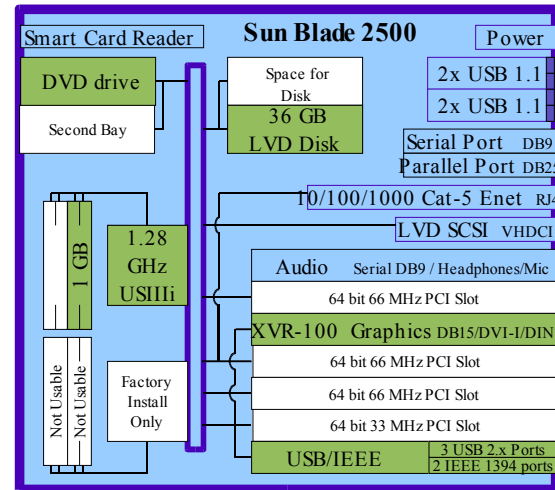 Smart Card Reader
Sun Blade 2500
Power
DVD drive
Second Bay
Space for
Disk
36 GB
LVD Disk
2x USB 1.1
2x USB 1.1
Serial Port DB9
Parallel Port DB25
10/100/1000 Cat-5 Enet RJ4
LVD SCSI VHDCI
1 GB
1.28
GHz
USIIIi
Audio Serial DB9 / Headphones/Mic
64 bit 66 MHz PCI Slot
XVR-100 Graphics DB15/DVI-I/DIN
64 bit 66 MHz PCI Slot
64 bit 66 MHz PCI Slot
64 bit 33 MHz PCI Slot
USB/IEEE
3 USB 2.x Ports
2 IEEE 1394 ports
Not Usable
Not Usable
Factory
Install
Only